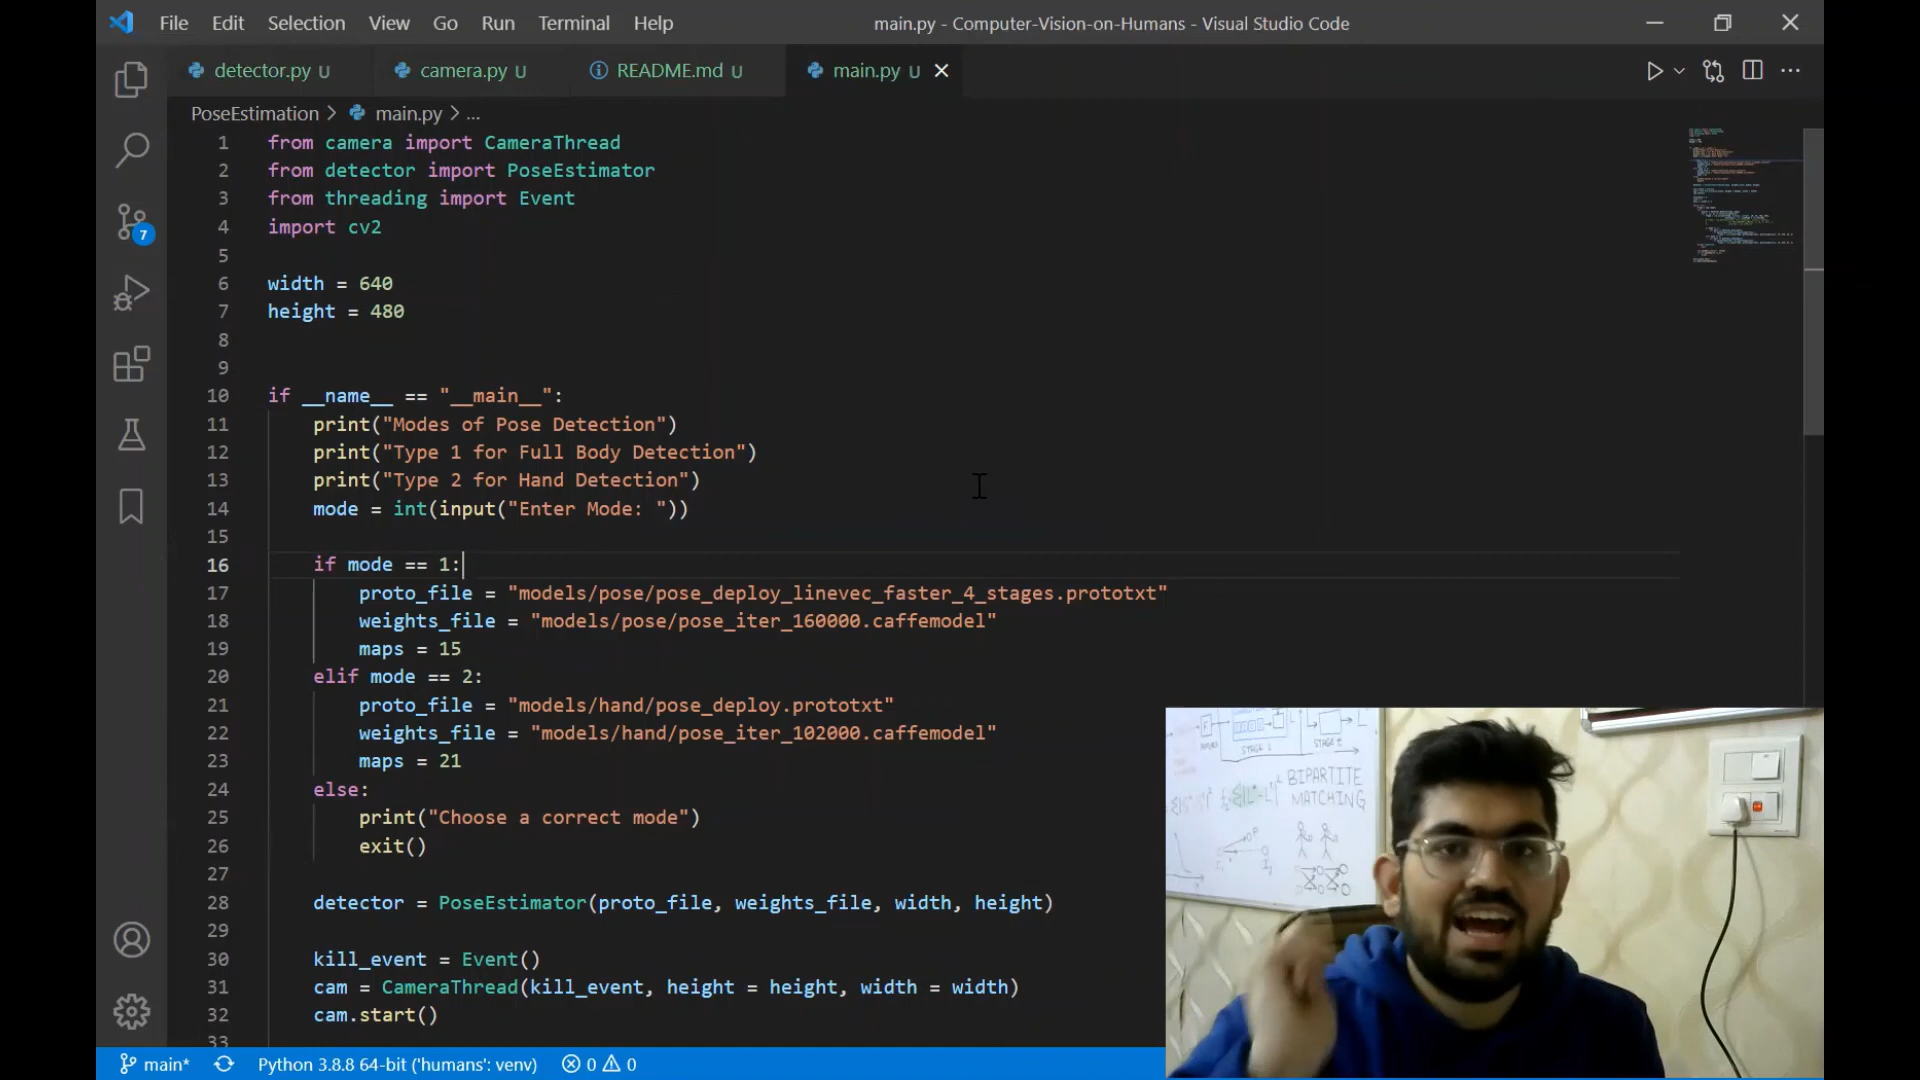 File Edit Selection View Go Run Terminal Help main.py - Computer-Vision-on-Humans - Visual Studio Code
detector.py U camera.py U README.md U main.py U
PoseEstimation > main.py > ...
1 from camera import CameraThread
2 from detector import PoseEstimator
3 from threading import Event
4 import cv2
5
6 width = 640
7 height = 480
8
9
10 if __name__ == "__main__":
11 print("Modes of Pose Detection")
12 print("Type 1 for Full Body Detection")
13 print("Type 2 for Hand Detection")
14 mode = int(input("Enter Mode: "))
15
16 if mode == 1:
17 proto_file = "models/pose/pose_deploy_linevec_faster_4_stages.prototxt"
18 weights_file = "models/pose/pose_iter_160000.caffemodel"
19 maps = 15
20 elif mode == 2:
21 proto_file = "models/hand/pose_deploy.prototxt"
22 weights_file = "models/hand/pose_iter_102000.caffemodel"
23 maps = 21
24 else:
25 print("Choose a correct mode")
26 exit()
27
28 detector = PoseEstimator(proto_file, weights_file, width, height)
29
30 kill_event = Event()
31 cam = CameraThread(kill_event, height = height, width = width)
32 cam.start()
33
7
BIPARTITE
MATCHING
main* Python 3.8.8 64-bit ('humans': venv) 0 0